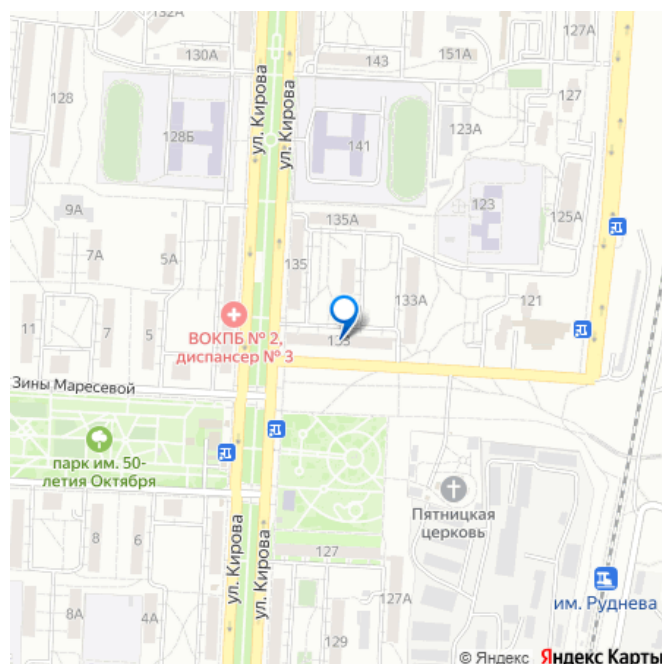 132А
127А
130А
ул. Кирова
ул. Кирова
143
151А
128
127
128Б
141
123А
9А
135А
123
125А
7А
5А
135
133А
121
11
7
5
ВОКПБ № 2,
диспансер № 3
133
Зины Маресевой
парк им. 50-
летия Октября
Пятницкая
церковь
8
6
ул. Кирова
ул. Кирова
127
им. Руднева
8А
4А
127А
129
© Яндекс Яндекс Карты